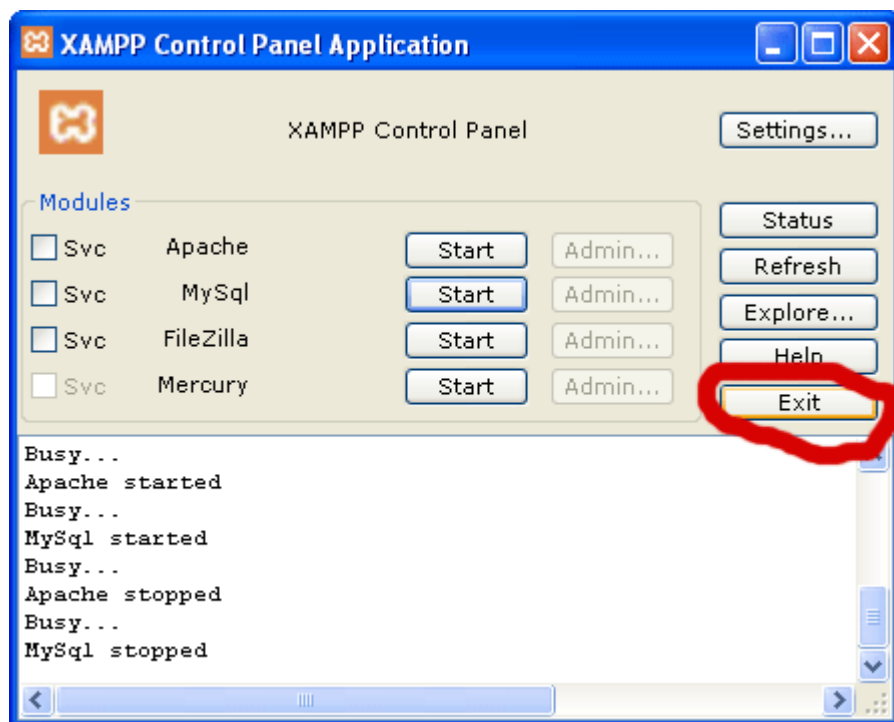 XAMPP Control Panel Application
XAMPP Control Panel
Settings...
Modules
Svc Apache Start Admin...
Svc MySql Start Admin...
Svc FileZilla Start Admin...
Svc Mercury Start Admin...
Status
Refresh
Explore...
Help
Exit
Busy...
Apache started
Busy...
MySql started
Busy...
Apache stopped
Busy...
MySql stopped